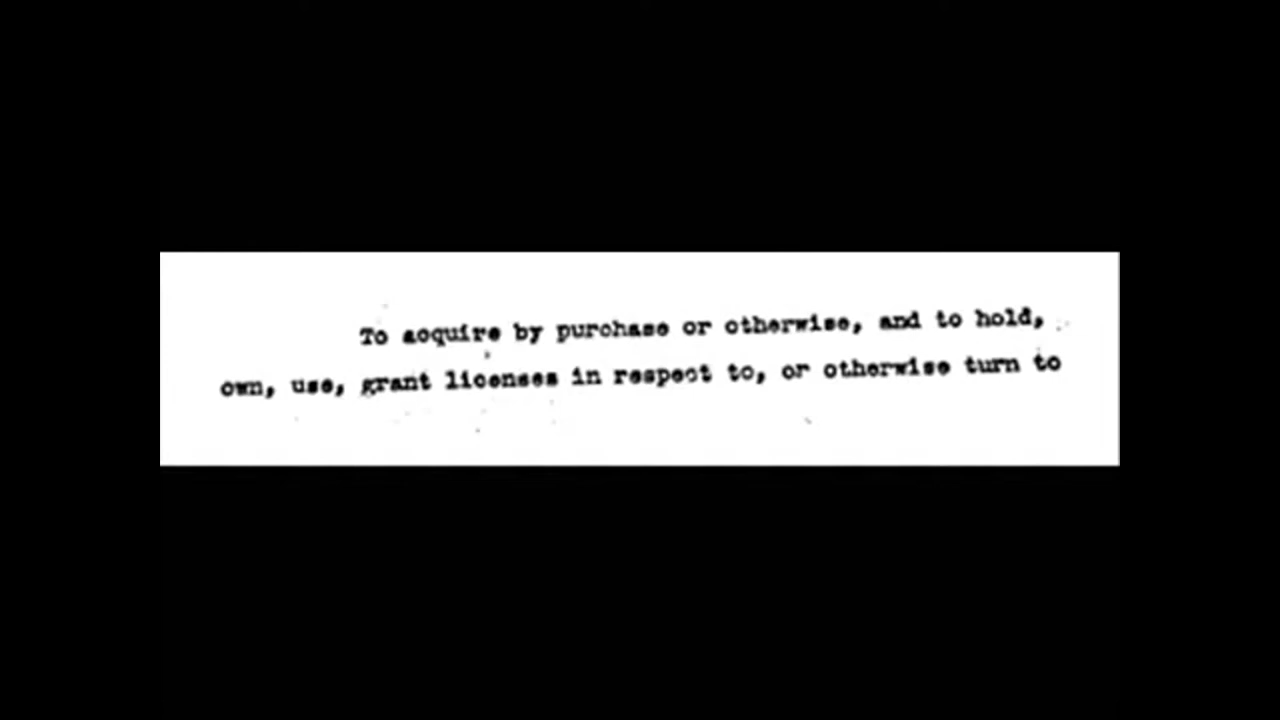 To acquire by purchase or otherwise, and to hold,
own, use, grant licenses in respect to, or otherwise turn to